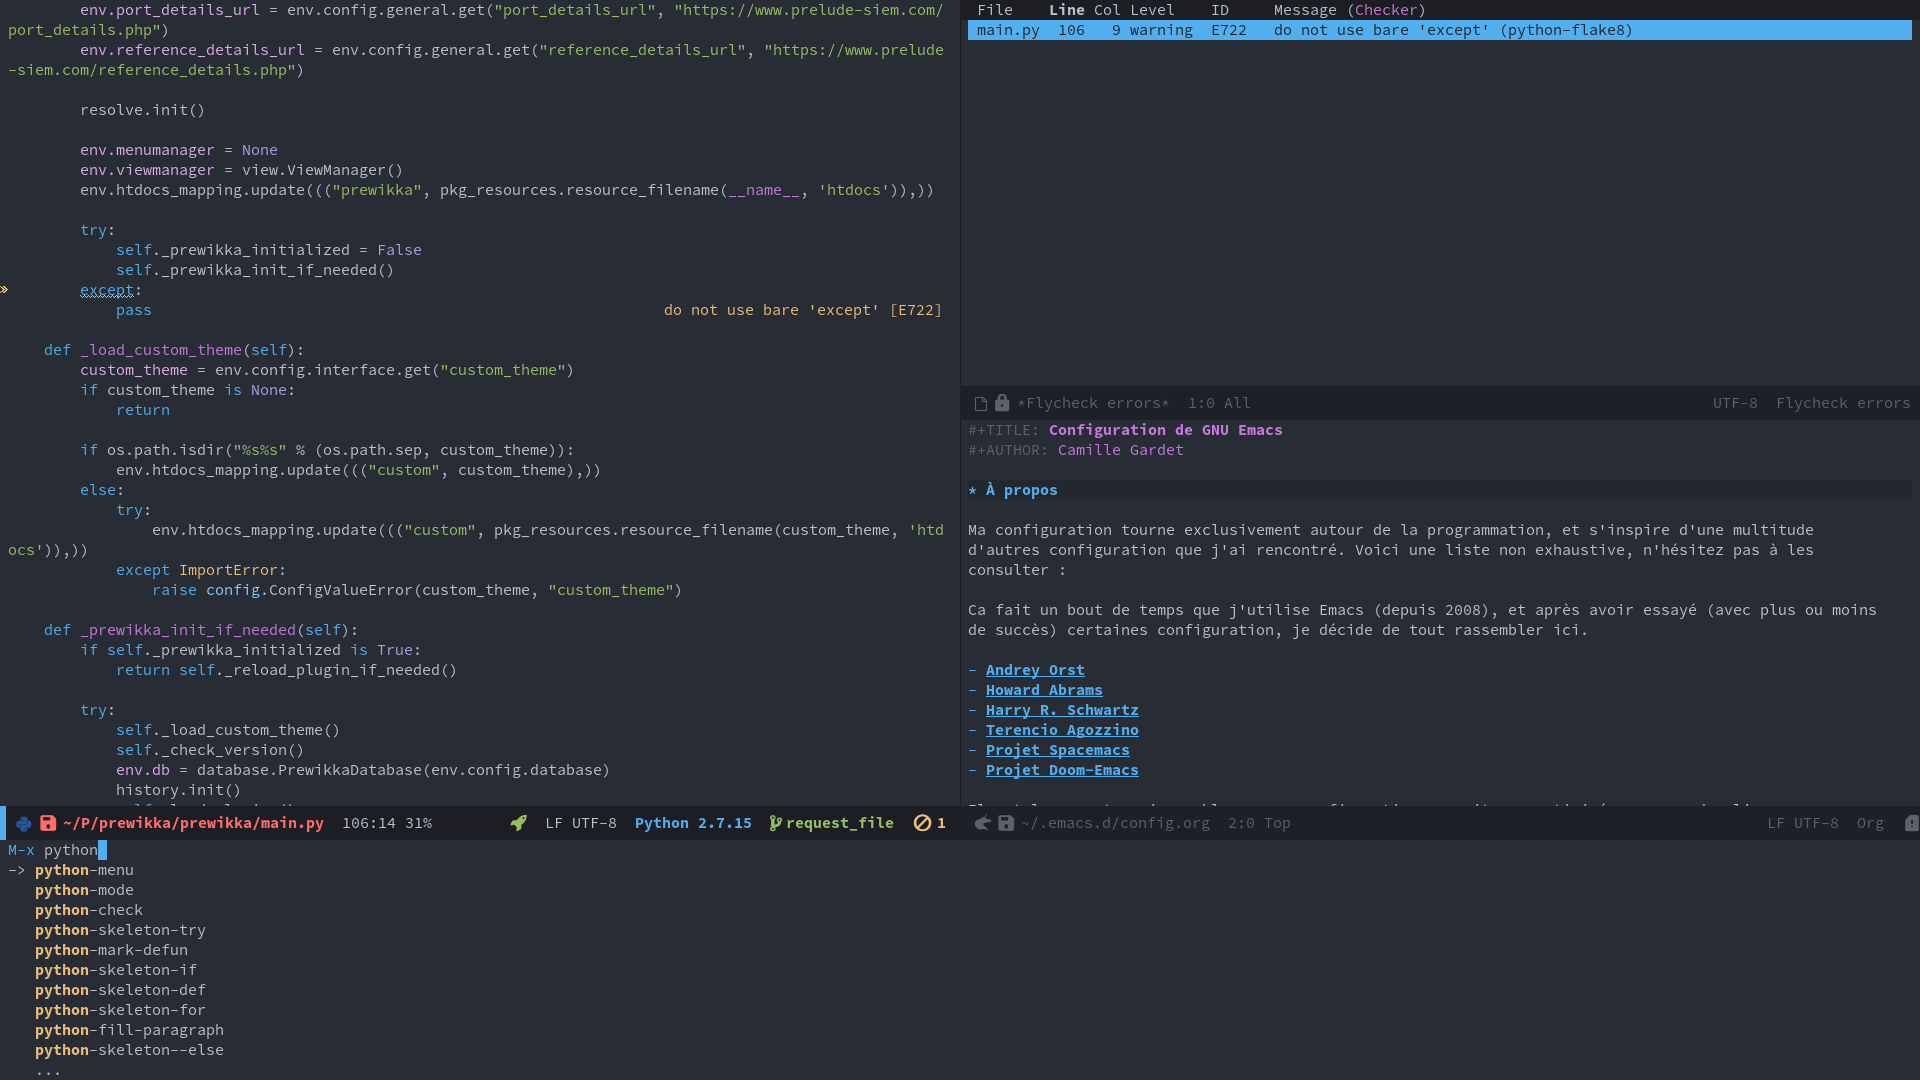 env.port_details_url = env.config.general.get("port_details_url", "https://www.prelude-siem.com/
port_details.php")
        env.reference_details_url = env.config.general.get("reference_details_url", "https://www.prelude
-siem.com/reference_details.php")
        resolve.init()
        env.menumanager = None
        env.viewmanager = view.ViewManager()
        env.htdocs_mapping.update((("prewikka", pkg_resources.resource_filename(__name__, 'htdocs')),))
        try:
            self._prewikka_initialized = False
            self._prewikka_init_if_needed()
»       except:
            pass                                                         do not use bare 'except' [E722]
    def _load_custom_theme(self):
        custom_theme = env.config.interface.get("custom_theme")
        if custom_theme is None:
            return
        if os.path.isdir("%s%s" % (os.path.sep, custom_theme)):
            env.htdocs_mapping.update((("custom", custom_theme),))
        else:
            try:
                env.htdocs_mapping.update((("custom", pkg_resources.resource_filename(custom_theme, 'htd
ocs')),))
            except ImportError:
                raise config.ConfigValueError(custom_theme, "custom_theme")
    def _prewikka_init_if_needed(self):
        if self._prewikka_initialized is True:
            return self._reload_plugin_if_needed()
        try:
            self._load_custom_theme()
            self._check_version()
            env.db = database.PrewikkaDatabase(env.config.database)
            history.init()
~/P/prewikka/prewikka/main.py  106:14 31%  LF UTF-8  Python 2.7.15  request_file  1
File    Line Col Level    ID     Message (Checker)
main.py  106   9 warning  E722   do not use bare 'except' (python-flake8)
*Flycheck errors*  1:0 All  UTF-8  Flycheck errors
#+TITLE: Configuration de GNU Emacs
#+AUTHOR: Camille Gardet
* À propos
Ma configuration tourne exclusivement autour de la programmation, et s'inspire d'une multitude
d'autres configuration que j'ai rencontré. Voici une liste non exhaustive, n'hésitez pas à les
consulter :
Ca fait un bout de temps que j'utilise Emacs (depuis 2008), et après avoir essayé (avec plus ou moins
de succès) certaines configuration, je décide de tout rassembler ici.
- Andrey Orst
- Howard Abrams
- Harry R. Schwartz
- Terencio Agozzino
- Projet Spacemacs
- Projet Doom-Emacs
~/.emacs.d/config.org  2:0 Top  LF UTF-8  Org
M-x python
-> python-menu
   python-mode
   python-check
   python-skeleton-try
   python-mark-defun
   python-skeleton-if
   python-skeleton-def
   python-skeleton-for
   python-fill-paragraph
   python-skeleton--else
   ...